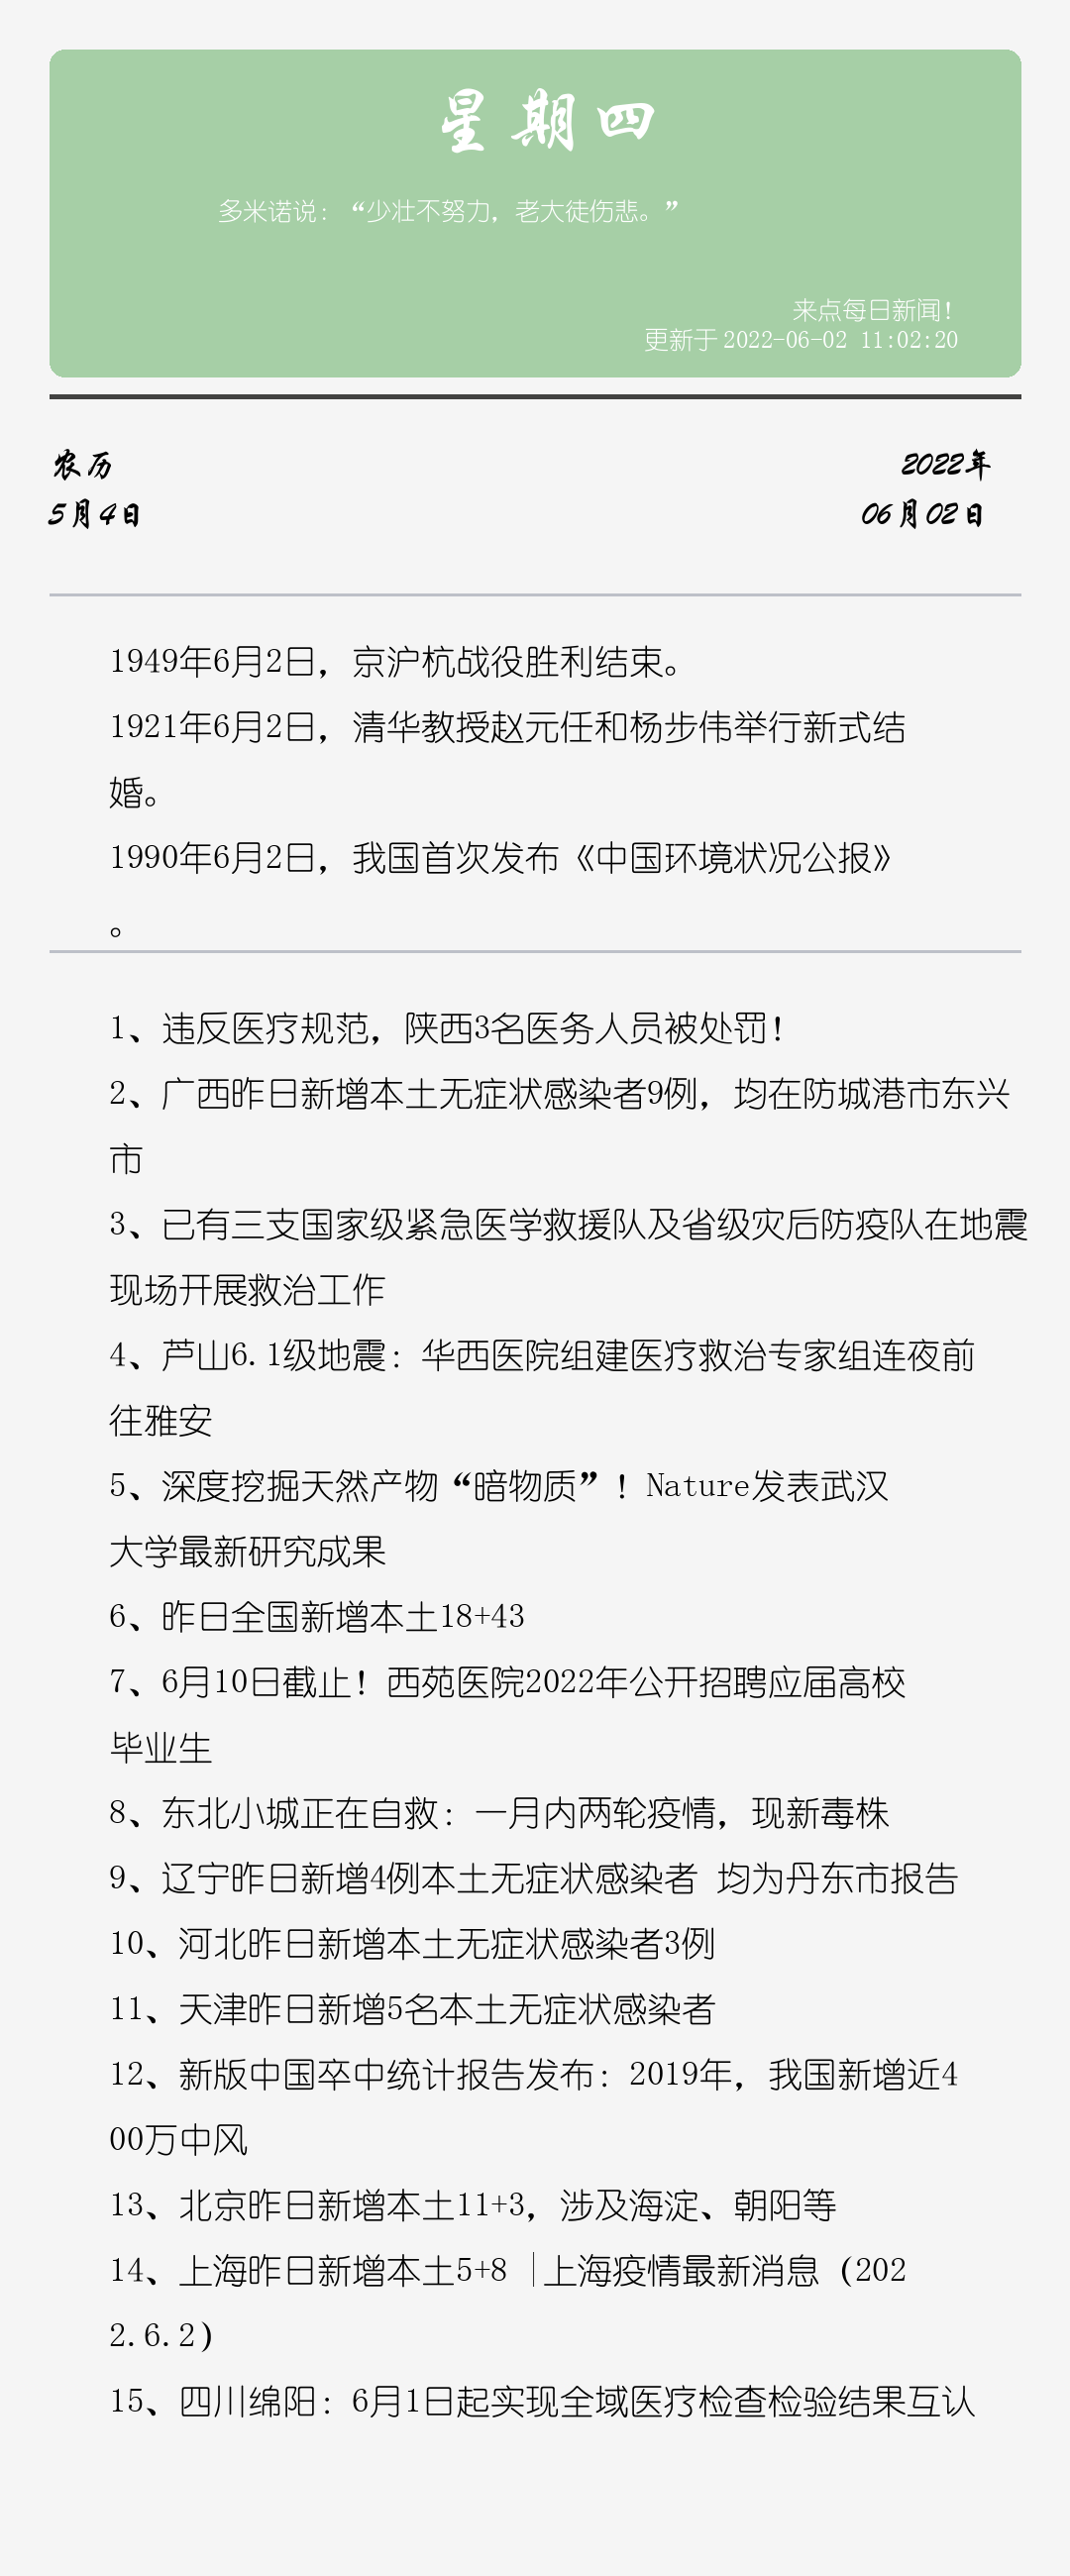 星期四
多米诺说：“少壮不努力，老大徒伤悲。”
来点每日新闻！
更新于 2022-06-02 11:02:20
农历
2022年
5月4日
06月02日
1949年6月2日，京沪杭战役胜利结束。
1921年6月2日，清华教授赵元任和杨步伟举行新式结
婚。
1990年6月2日，我国首次发布《中国环境状况公报》
。
1、违反医疗规范，陕西3名医务人员被处罚！
2、广西昨日新增本土无症状感染者9例，均在防城港市东兴
市
3、已有三支国家级紧急医学救援队及省级灾后防疫队在地震
现场开展救治工作
4、芦山6.1级地震：华西医院组建医疗救治专家组连夜前
往雅安
5、深度挖掘天然产物“暗物质”！Nature发表武汉
大学最新研究成果
6、昨日全国新增本土18+43
7、6月10日截止！西苑医院2022年公开招聘应届高校
毕业生
8、东北小城正在自救：一月内两轮疫情，现新毒株
9、辽宁昨日新增4例本土无症状感染者 均为丹东市报告
10、河北昨日新增本土无症状感染者3例
11、天津昨日新增5名本土无症状感染者
12、新版中国卒中统计报告发布：2019年，我国新增近4
00万中风
13、北京昨日新增本土11+3，涉及海淀、朝阳等
14、上海昨日新增本土5+8 |上海疫情最新消息（202
2.6.2）
15、四川绵阳：6月1日起实现全域医疗检查检验结果互认